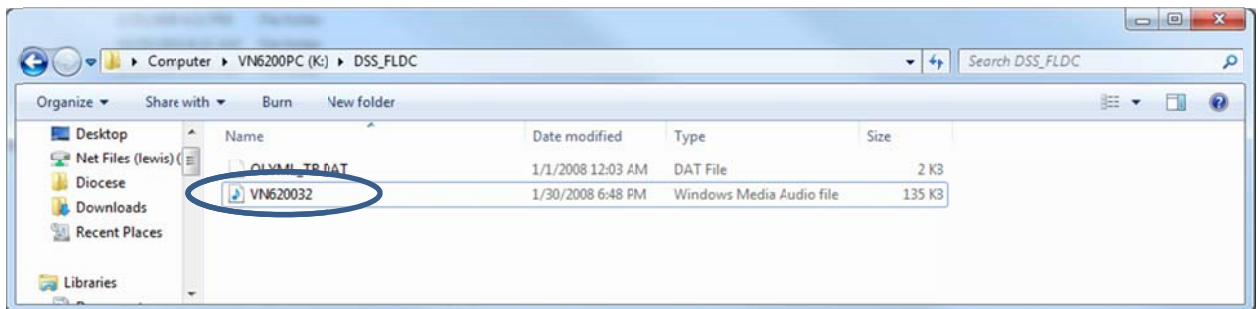 Computer ▸ VN6200PC (K:) ▸ DSS_FLDC
Search DSS_FLDC
Organize ▾ Share with ▾ Burn New folder
Desktop
Net Files (lewis) (
Diocese
Downloads
Recent Places
Libraries
Name Date modified Type Size
1/1/2008 12:03 AM DAT File 2 KB
VN620032 1/30/2008 6:48 PM Windows Media Audio file 135 KB